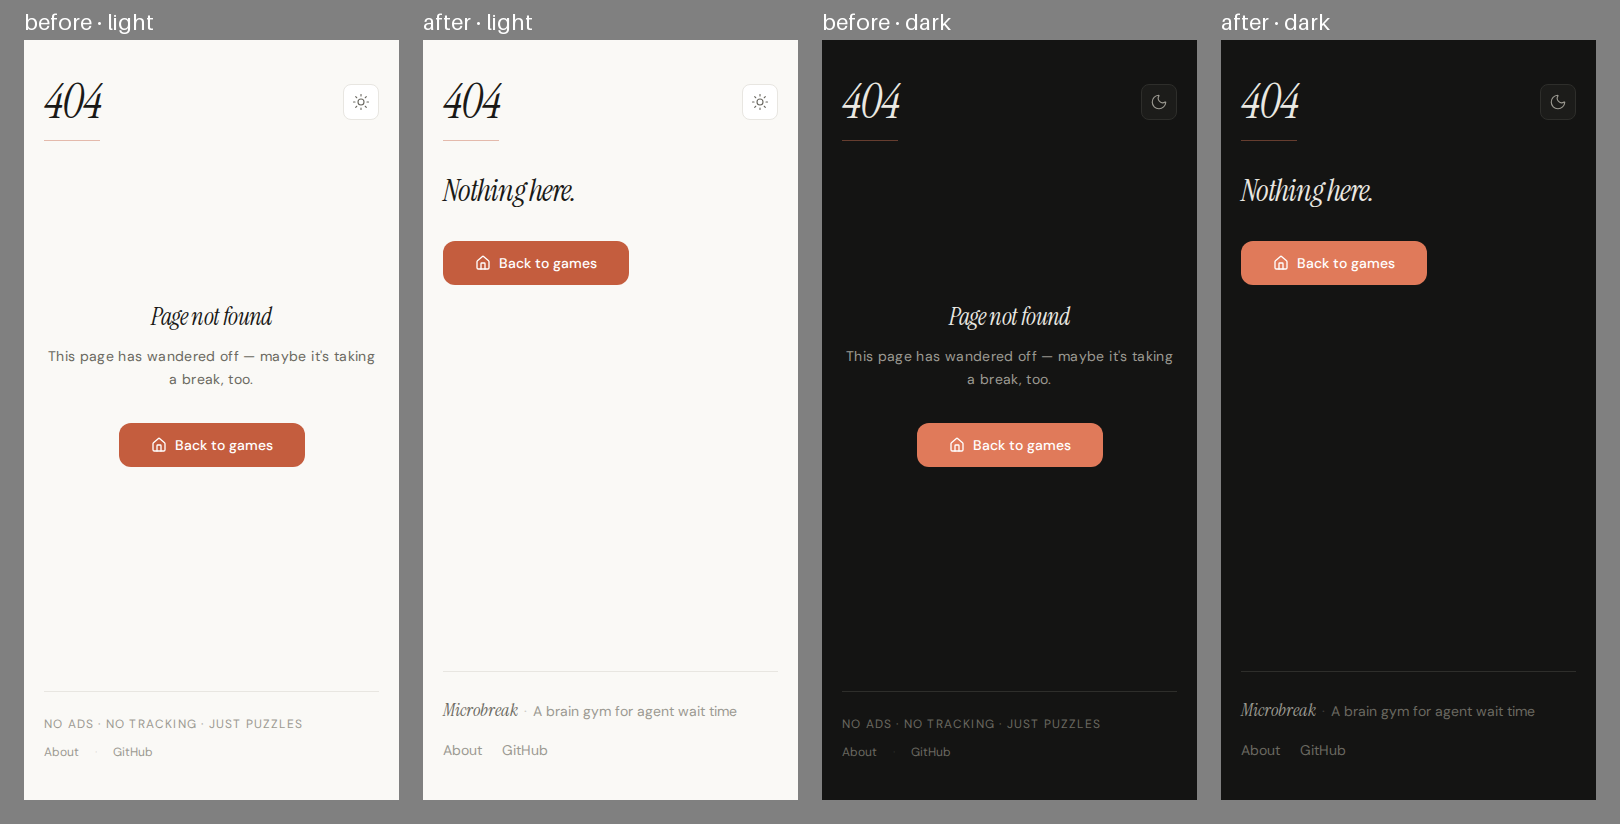 before · light
404
Page not found
This page has wandered off — maybe it's taking
a break, too.
Back to games
NO ADS · NO TRACKING · JUST PUZZLES
About · GitHub
after · light
404
Nothing here.
Back to games
Microbreak · A brain gym for agent wait time
About GitHub
before · dark
404
Page not found
This page has wandered off — maybe it's taking
a break, too.
Back to games
NO ADS · NO TRACKING · JUST PUZZLES
About · GitHub
after · dark
404
Nothing here.
Back to games
Microbreak · A brain gym for agent wait time
About GitHub